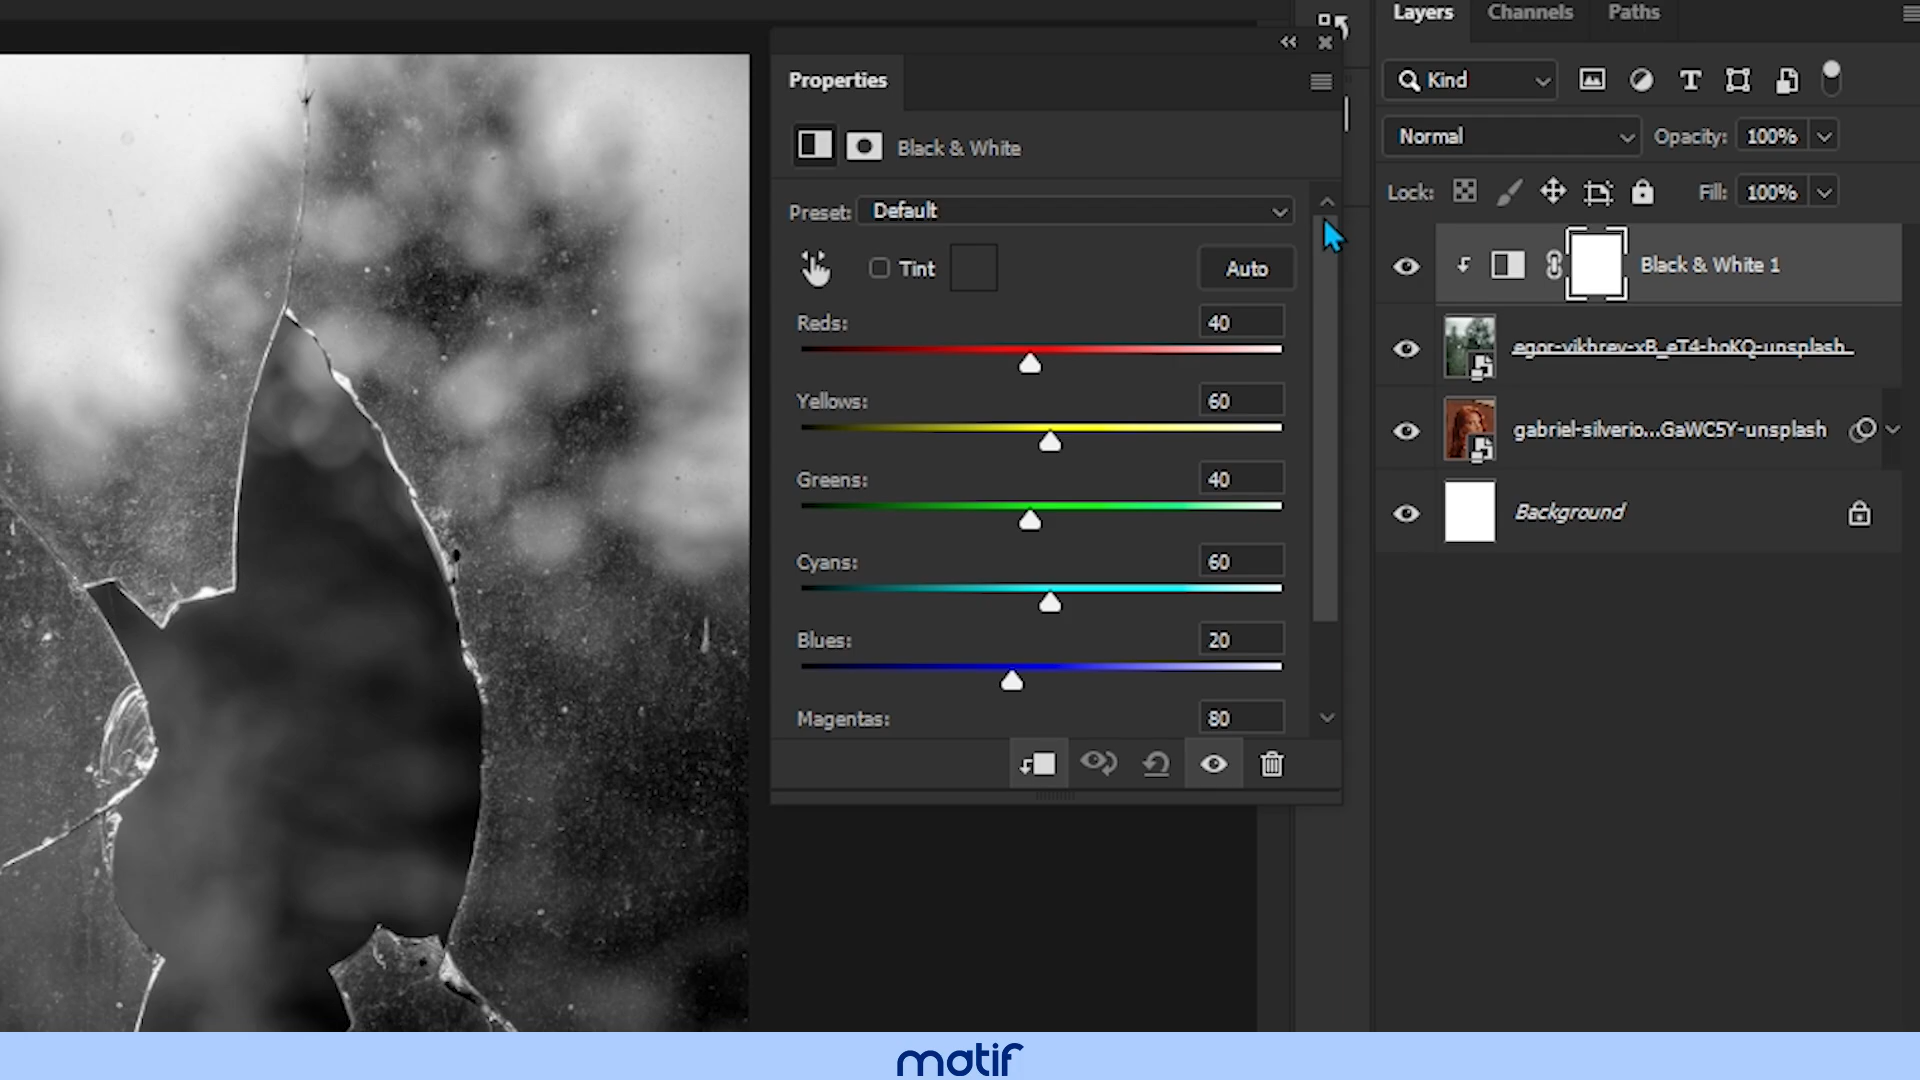 Layers Channels Paths
Properties
Kind
Normal Opacity: 100%
Black & White
Lock: Fill: 100%
Preset: Default
Tint Auto
Black & White 1
Reds: 40
egor-vikhrev-xB_eT4-hoKQ-unsplash
Yellows: 60
gabriel-silverio...GaWC5Y-unsplash
Greens: 40
Background
Cyans: 60
Blues: 20
Magentas: 80
matif